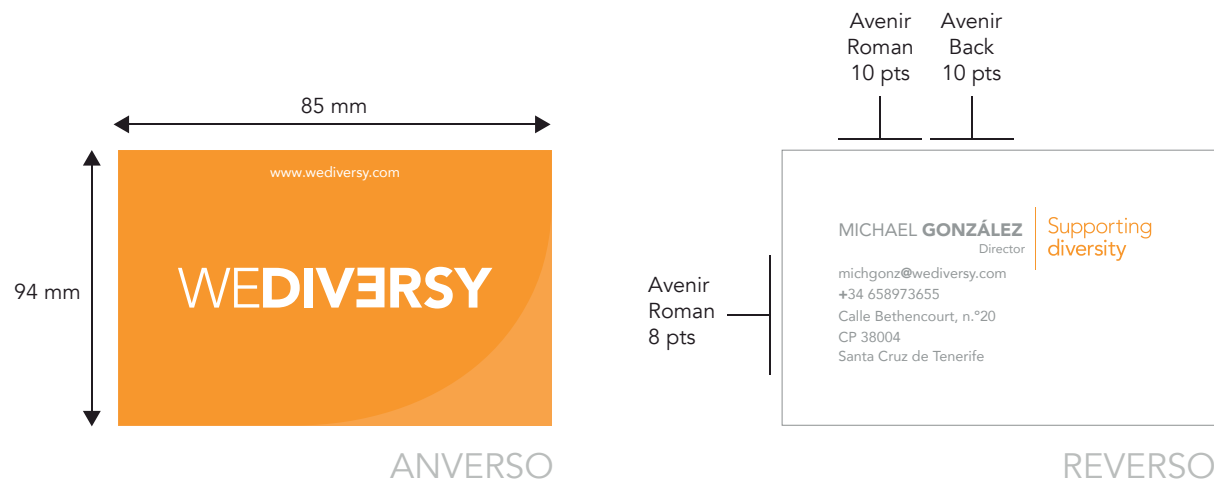 85 mm
94 mm
www.wediversy.com
WEDIVƎRSY
ANVERSO
Avenir
Roman
10 pts
Avenir
Back
10 pts
Avenir
Roman
8 pts
MICHAEL GONZÁLEZ
Director
Supporting
diversity
michgonz@wediversy.com
+34 658973655
Calle Bethencourt, n.º20
CP 38004
Santa Cruz de Tenerife
REVERSO